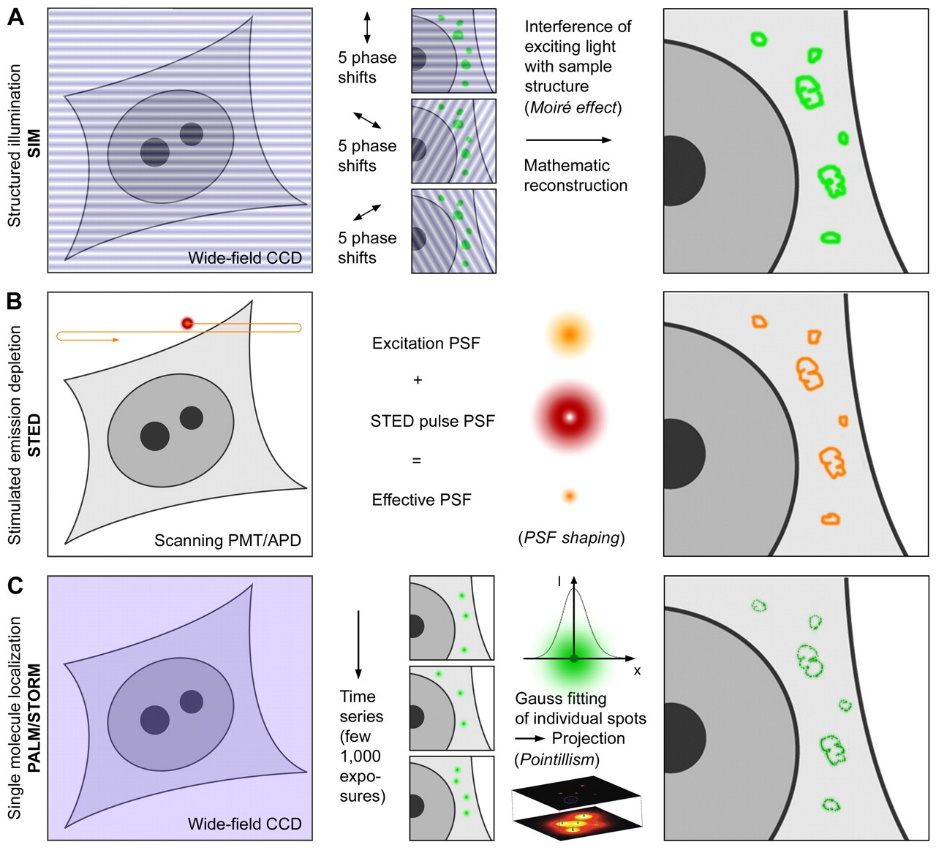 A
Structured illumination
SIM
Wide-field CCD
5 phase
shifts
5 phase
shifts
5 phase
shifts
Interference of
exciting light
with sample
structure
(Moiré effect)
Mathematic
reconstruction
B
Stimulated emission depletion
STED
Scanning PMT/APD
Excitation PSF
+
STED pulse PSF
=
Effective PSF
(PSF shaping)
C
Single molecule localization
PALM/STORM
Wide-field CCD
Time
series
(few
1,000
expo-
sures)
I
x
Gauss fitting
of individual spots
Projection
(Pointillism)